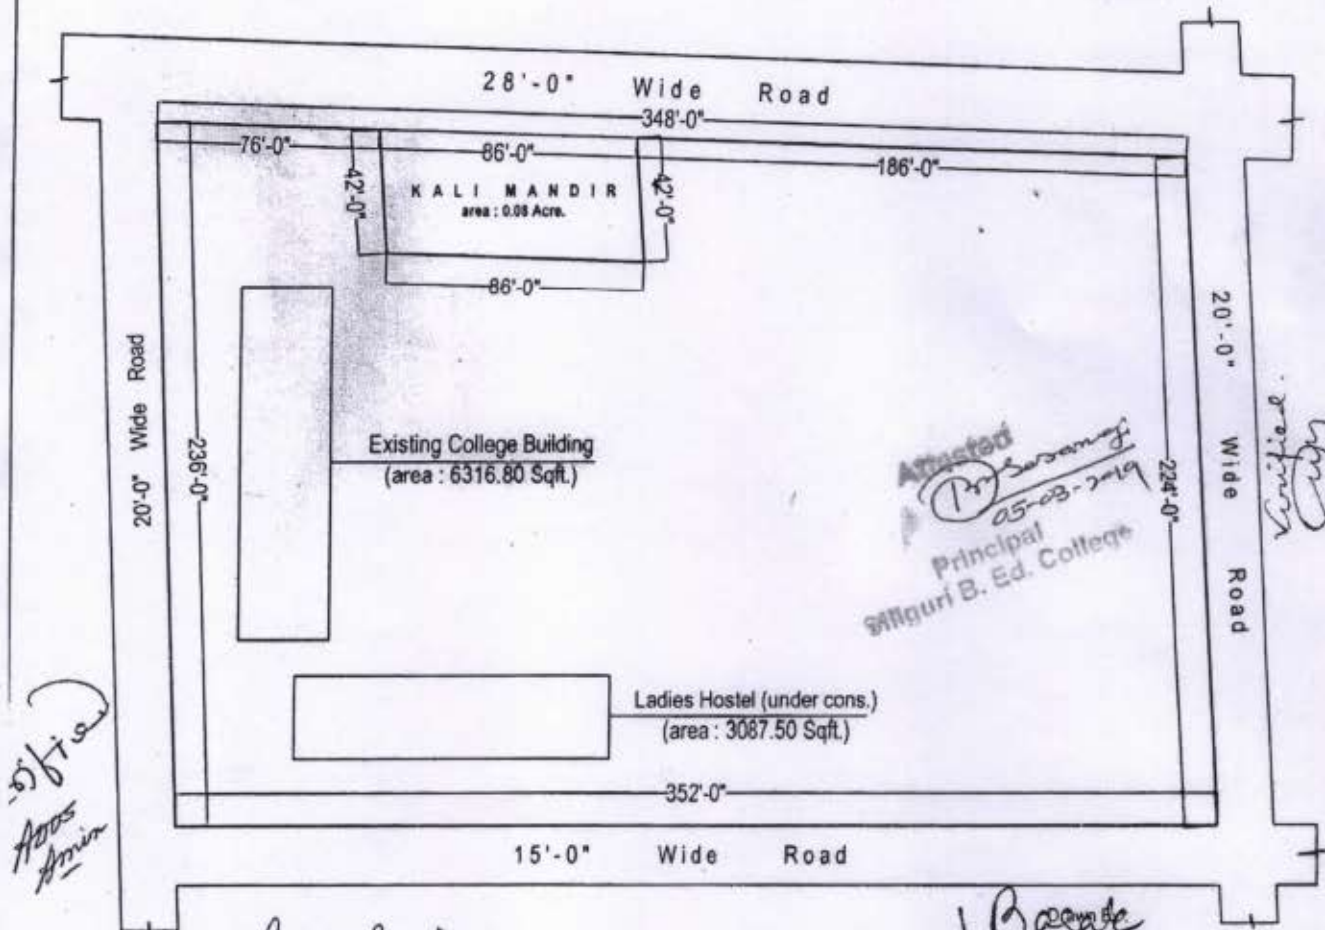 28'-0" Wide Road
348'-0"
76'-0" 86'-0" 186'-0"
42'-0" 42'-0"
KALI MANDIR
area : 0.08 Acre.
86'-0"
20'-0" Wide Road
236'-0"
Existing College Building
(area : 6316.80 Sqft.)
Attested
05-03-2019
Principal
Siliguri B. Ed. College
224'-0"
20'-0" Wide Road
Verified
Ladies Hostel (under cons.)
(area : 3087.50 Sqft.)
352'-0"
15'-0" Wide Road
Amin